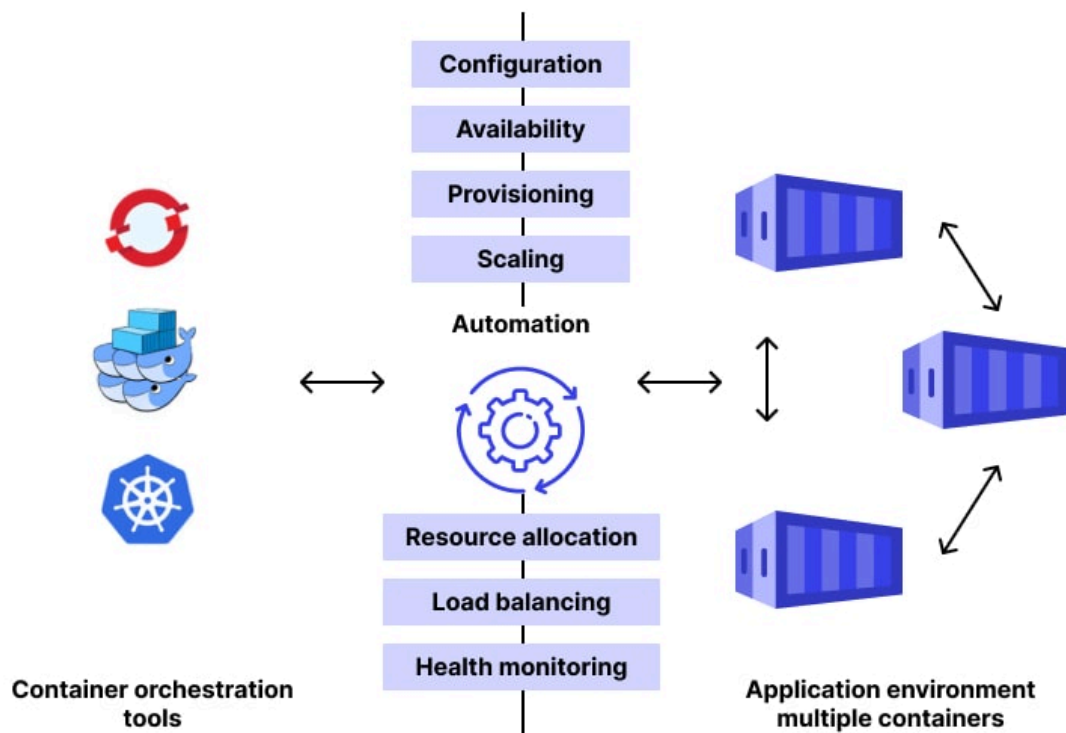 Configuration
Availability
Provisioning
Scaling
Automation
Resource allocation
Load balancing
Health monitoring
Container orchestration
tools
Application environment
multiple containers